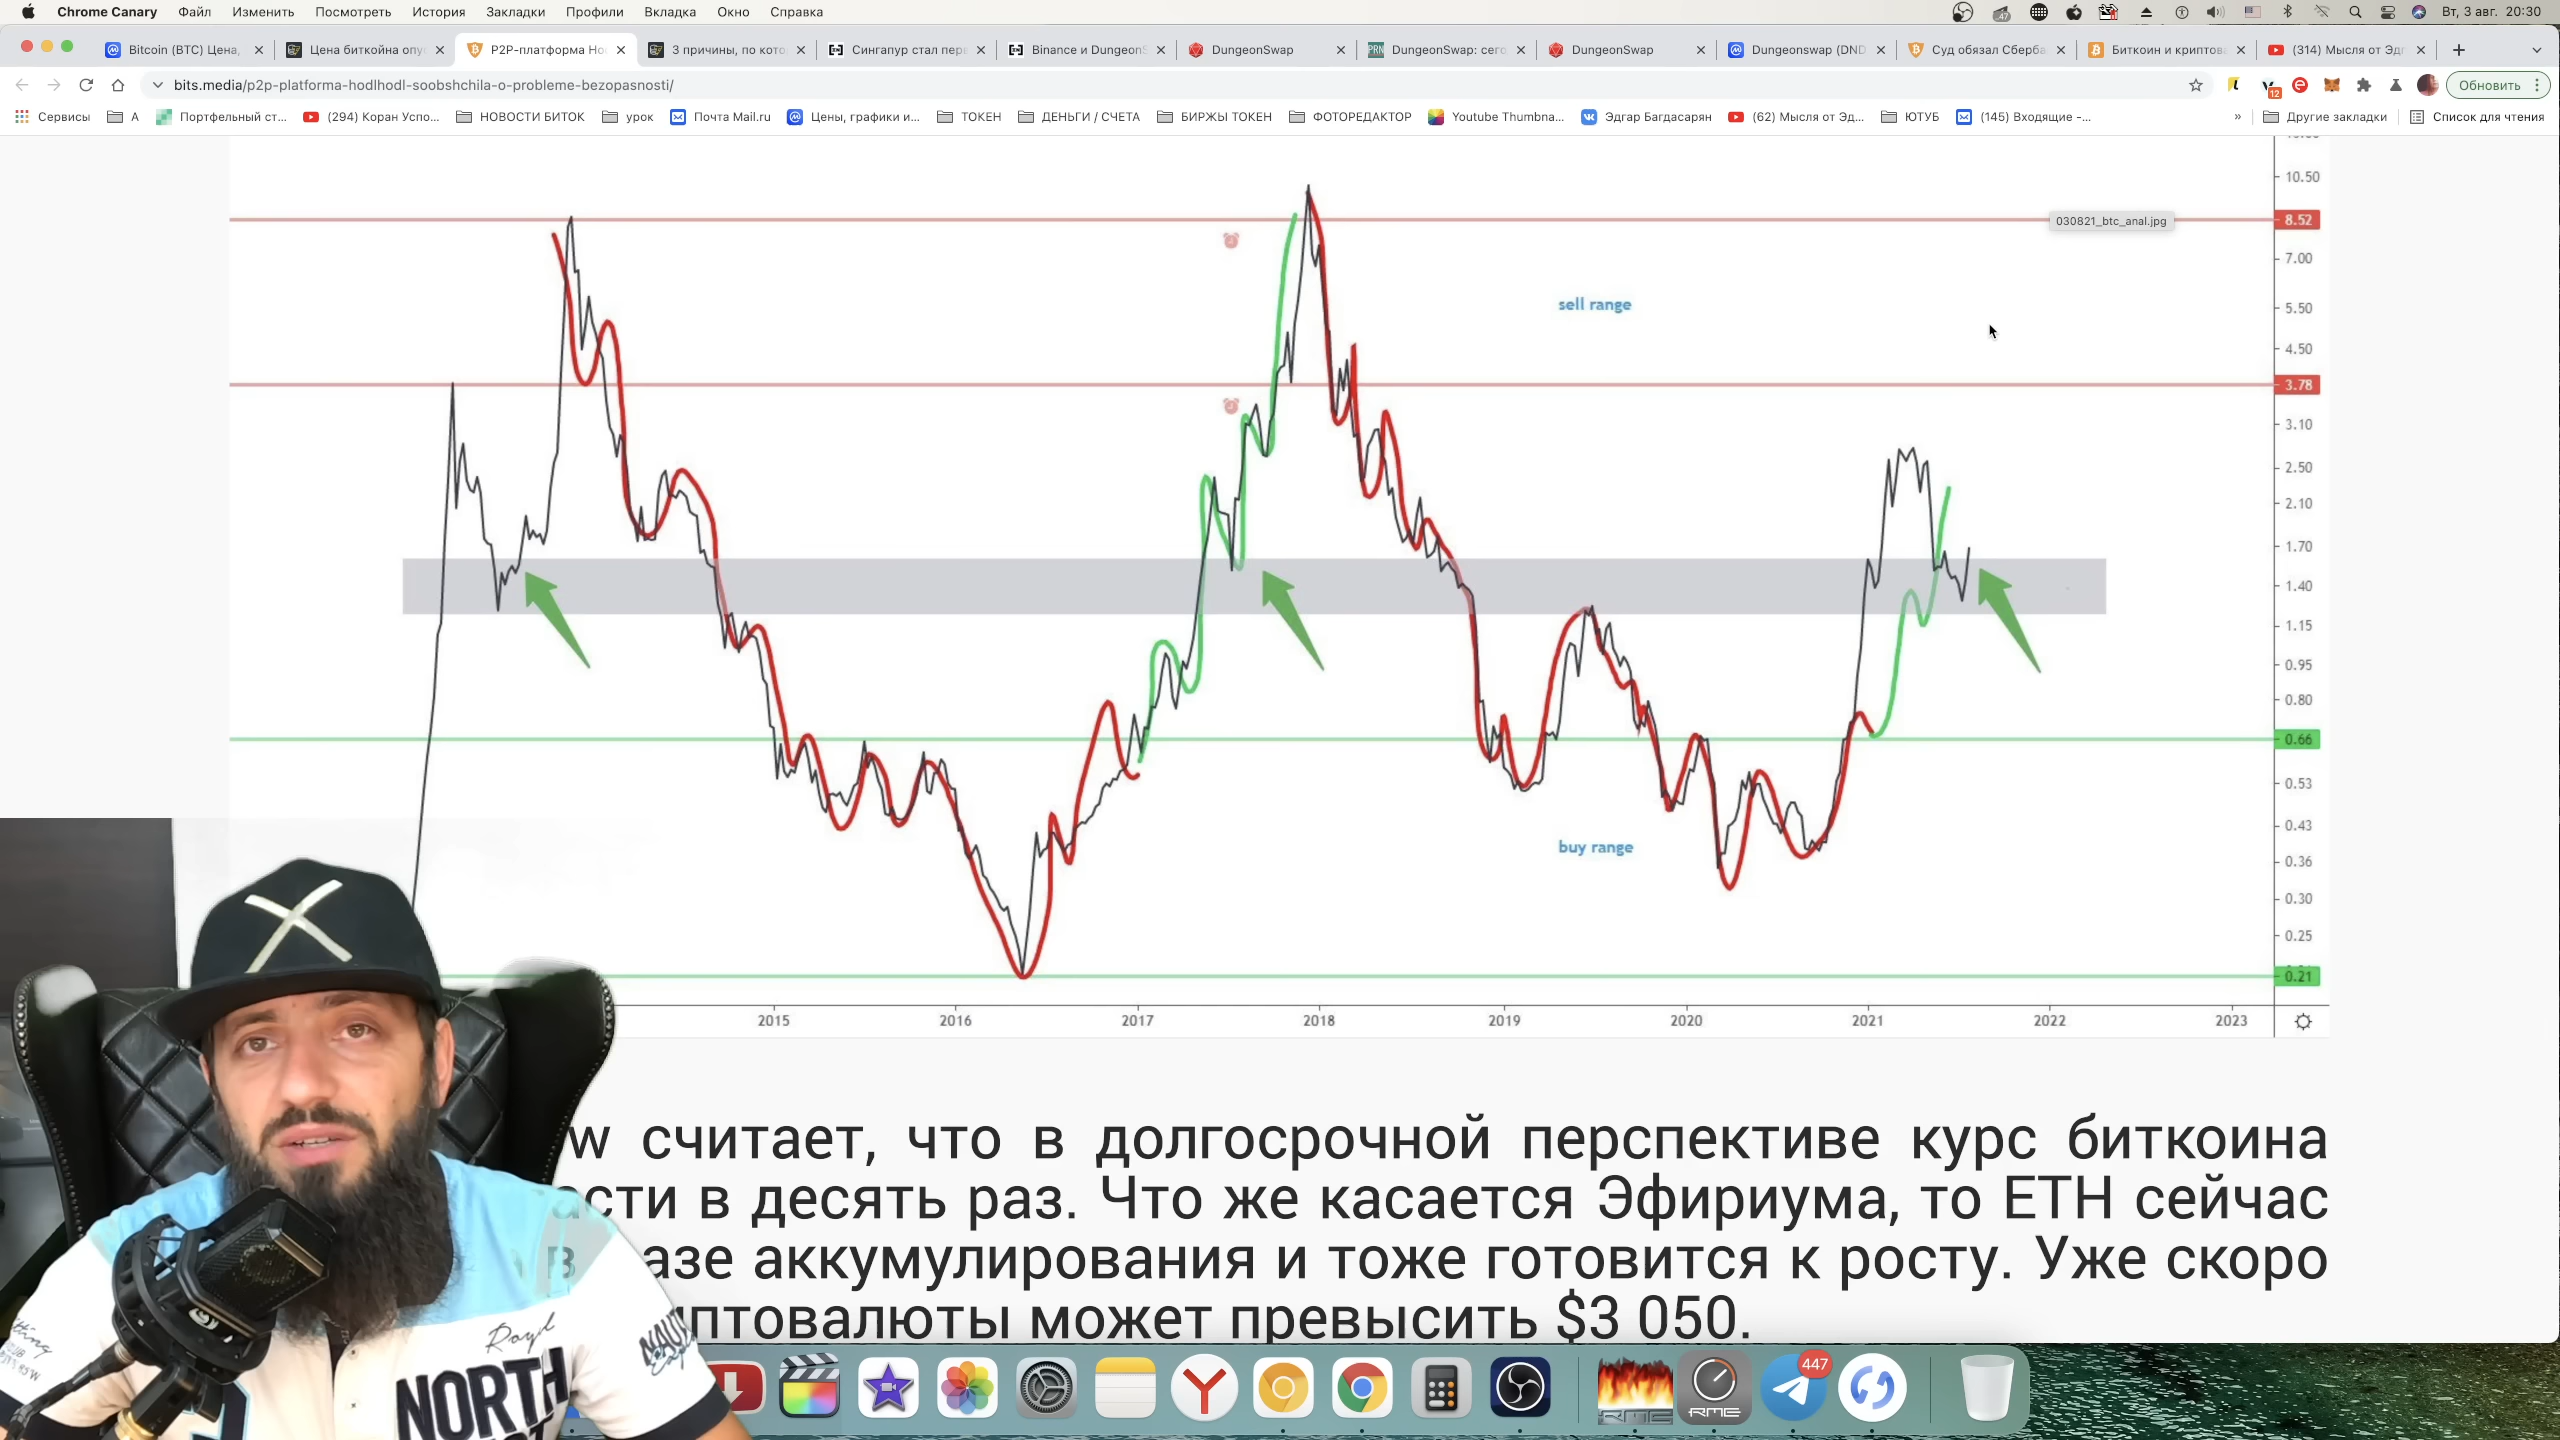 Chrome Canary Файл Изменить Посмотреть История Закладки Профили Вкладка Окно Справка Вт, 3 авг. 20:30
Bitcoin (BTC) Цена, Цена биткойна опу P2P-платформа Ho 3 причины, по кото Сингапур стал пер Binance и DungeonS DungeonSwap DungeonSwap: сего DungeonSwap Dungeonswap (DND Суд обязал Сберба Биткоин и криптов (314) Мысля от Эд
bits.media/p2p-platforma-hodlhodl-soobshchila-o-probleme-bezopasnosti/ 12 Обновить
Сервисы А Портфельный ст... (294) Коран Успо... НОВОСТИ БИТОК урок Почта Mail.ru Цены, графики и... ТОКЕН ДЕНЬГИ / СЧЕТА БИРЖЫ ТОКЕН ФОТОРЕДАКТОР Youtube Thumbna... Эдгар Багдасарян (62) Мысля от Эд... ЮТУБ (145) Входящие -... » Другие закладки Список для чтения
10.50
8.52
030821_btc_anal.jpg
7.00
sell range
5.50
4.50
3.78
3.10
2.50
2.10
1.70
1.40
1.15
0.95
0.80
0.66
0.53
0.43
buy range
0.36
0.30
0.25
0.21
2015 2016 2017 2018 2019 2020 2021 2022 2023
w считает, что в долгосрочной перспективе курс биткоина
асти в десять раз. Что же касается Эфириума, то ETH сейчас
в азе аккумулирования и тоже готовится к росту. Уже скоро
иптовалюты может превысить $3 050.
NORTH
RME
RME
447